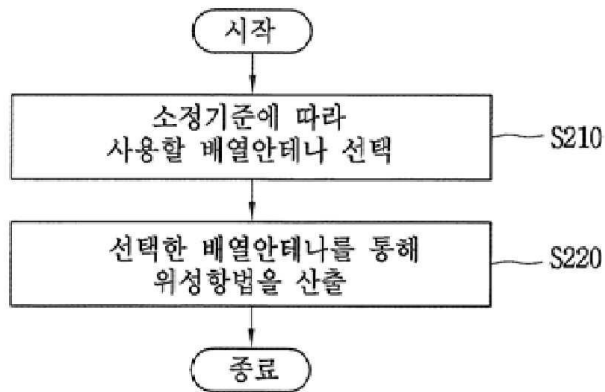 시작
소정기준에 따라
사용할 배열안테나 선택
S210
선택한 배열안테나를 통해
위성항법을 산출
S220
종료